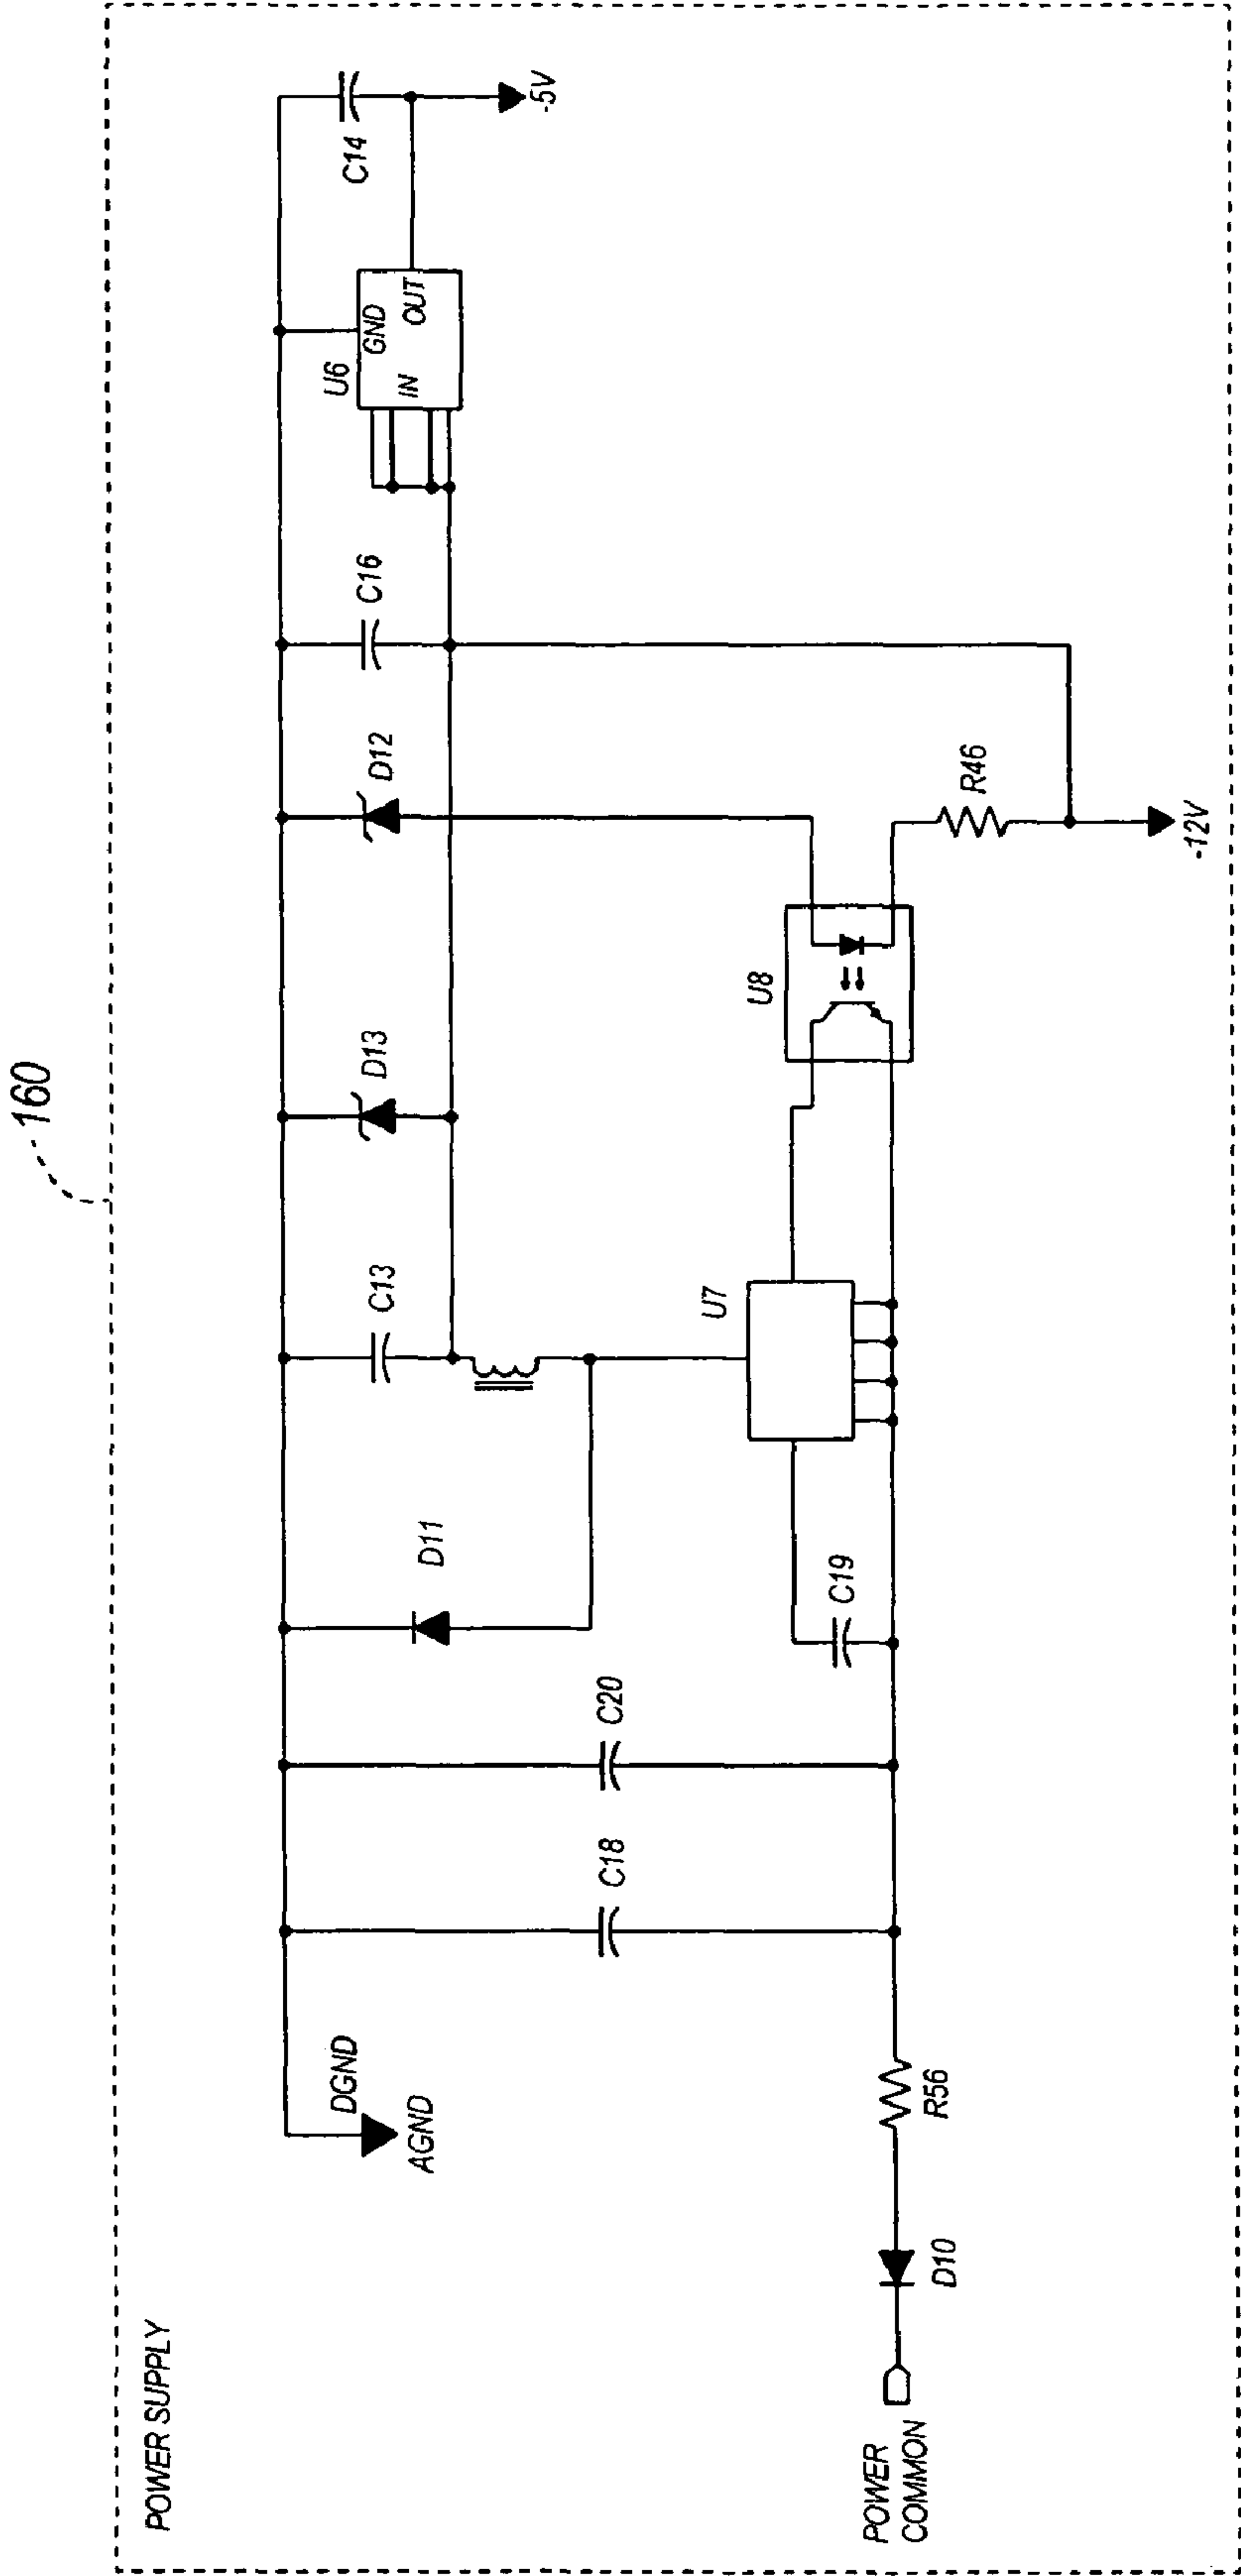 160
POWER SUPPLY
DGND
AGND
C18
C20
D11
C13
D13
D12
C16
U6
GND
IN
OUT
C14
-5V
POWER
COMMON
D10
R56
C19
U7
U8
R46
-12V